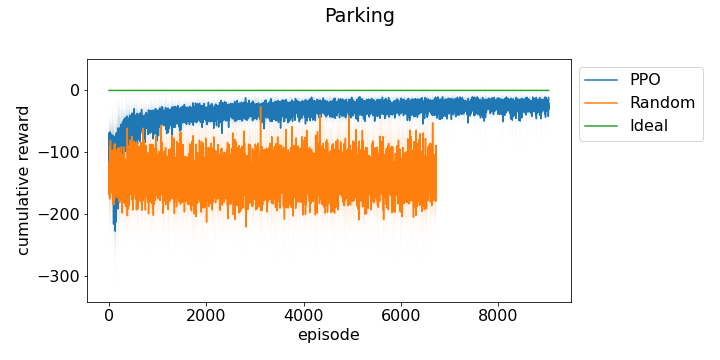 Parking
PPO
Random
Ideal
0
−100
−200
−300
cumulative reward
0
2000
4000
6000
8000
episode